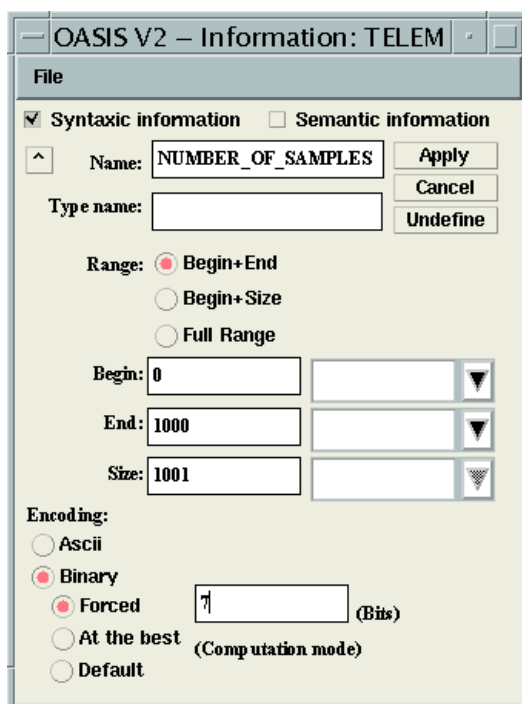 OASIS V2 – Information: TELEM
File
Syntaxic information Semantic information
^ Name: NUMBER_OF_SAMPLES Apply
Cancel
Type name: Undefine
Range: Begin+End
Begin+Size
Full Range
Begin: 0
End: 1000
Size: 1001
Encoding:
Ascii
Binary
Forced 7 (Bits)
At the best (Computation mode)
Default